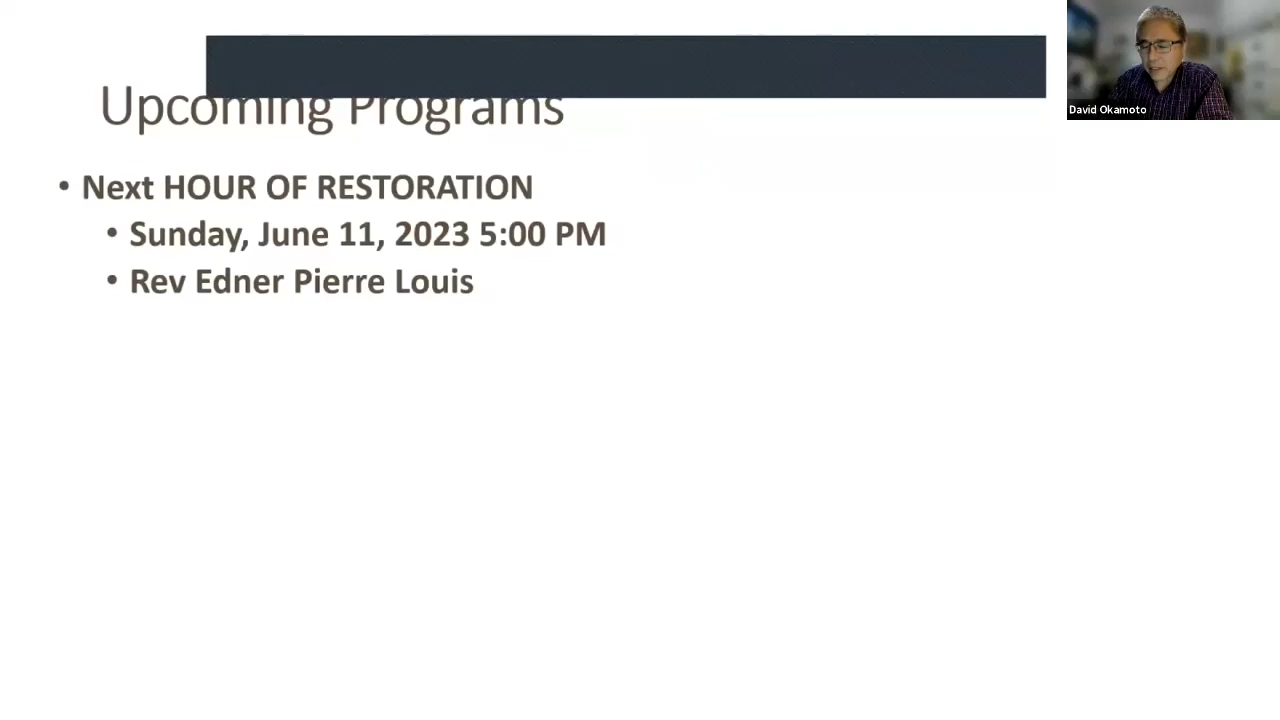 Upcoming Programs
• Next HOUR OF RESTORATION
• Sunday, June 11, 2023 5:00 PM
• Rev Edner Pierre Louis
David Okamoto